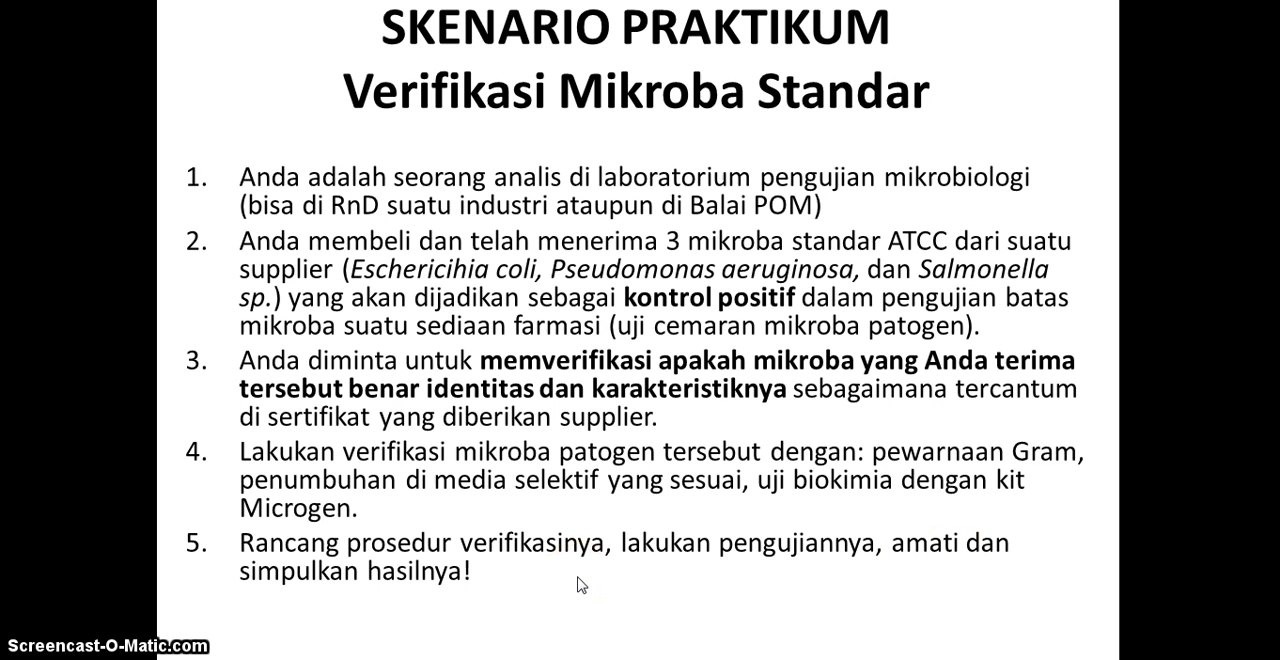 SKENARIO PRAKTIKUM
Verifikasi Mikroba Standar
1. Anda adalah seorang analis di laboratorium pengujian mikrobiologi
(bisa di RnD suatu industri ataupun di Balai POM)
2. Anda membeli dan telah menerima 3 mikroba standar ATCC dari suatu
supplier (Eschericihia coli, Pseudomonas aeruginosa, dan Salmonella
sp.) yang akan dijadikan sebagai kontrol positif dalam pengujian batas
mikroba suatu sediaan farmasi (uji cemaran mikroba patogen).
3. Anda diminta untuk memverifikasi apakah mikroba yang Anda terima
tersebut benar identitas dan karakteristiknya sebagaimana tercantum
di sertifikat yang diberikan supplier.
4. Lakukan verifikasi mikroba patogen tersebut dengan: pewarnaan Gram,
penumbuhan di media selektif yang sesuai, uji biokimia dengan kit
Microgen.
5. Rancang prosedur verifikasinya, lakukan pengujiannya, amati dan
simpulkan hasilnya!
Screencast-O-Matic.com